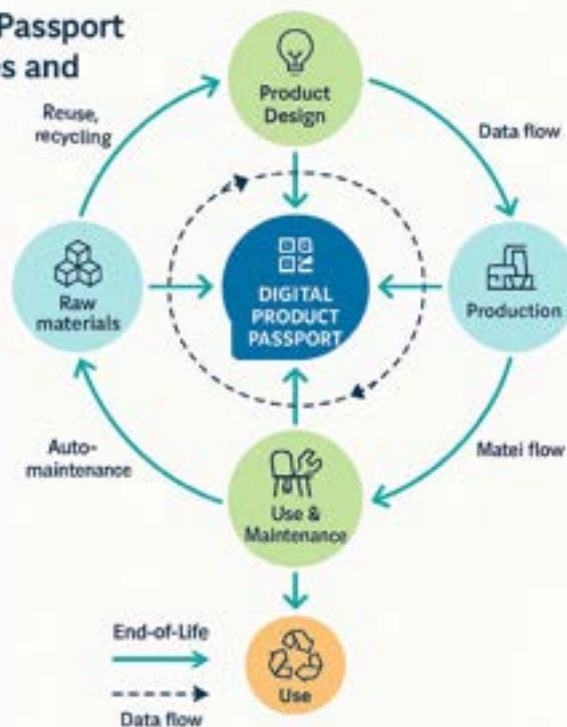 Passport
es and
Product
Design
Reuse,
recycling
Data flow
Raw
materials
DIGITAL
PRODUCT
PASSPORT
Production
Auto-
maintenance
Matei flow
Use &
Maintenance
End-of-Life
Use
Data flow